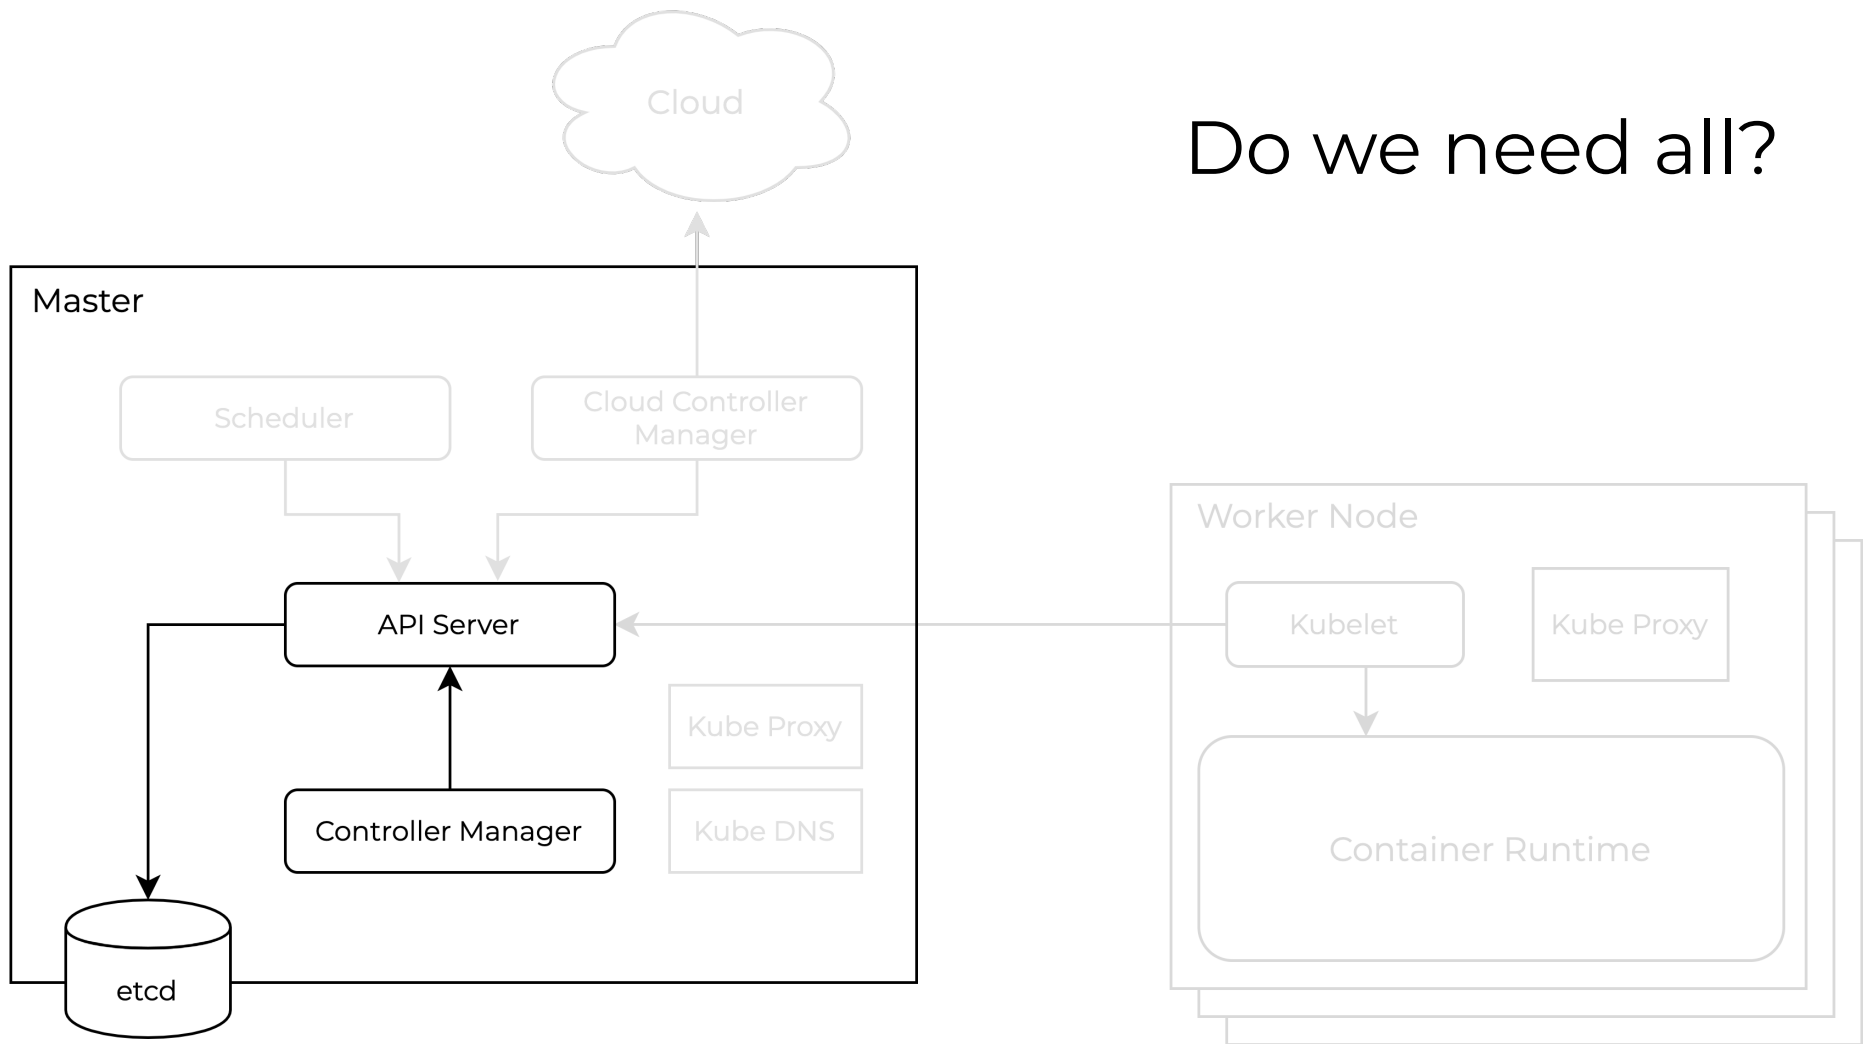 Cloud
Do we need all?
Master
Scheduler
Cloud Controller
Manager
API Server
Kube Proxy
Controller Manager
Kube DNS
etcd
Worker Node
Kubelet
Kube Proxy
Container Runtime